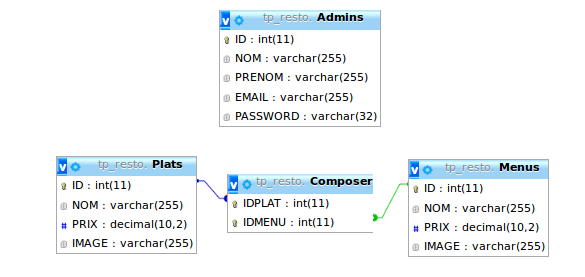 tp_resto. Admins
ID : int(11)
NOM : varchar(255)
PRENOM : varchar(255)
EMAIL : varchar(255)
PASSWORD : varchar(32)
tp_resto. Plats
ID : int(11)
NOM : varchar(255)
PRIX : decimal(10,2)
IMAGE : varchar(255)
tp_resto. Composer
IDPLAT : int(11)
IDMENU : int(11)
tp_resto. Menus
ID : int(11)
NOM : varchar(255)
PRIX : decimal(10,2)
IMAGE : varchar(255)